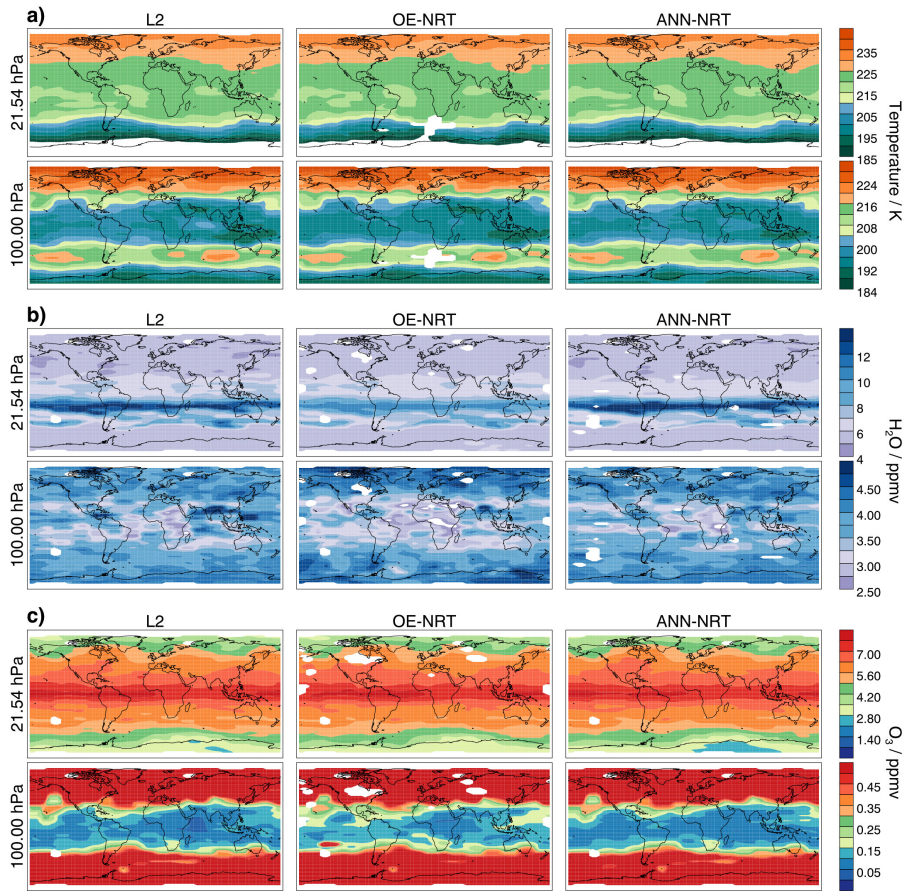 a)
L2 OE-NRT ANN-NRT
21.54 hPa
100.00 hPa
235
225
215
205
195
185
224
216
208
200
192
184
Temperature / K
b)
L2 OE-NRT ANN-NRT
21.54 hPa
100.00 hPa
12
10
8
6
4
4.50
4.00
3.50
3.00
2.50
H₂O / ppmv
c)
L2 OE-NRT ANN-NRT
21.54 hPa
100.00 hPa
7.00
5.60
4.20
2.80
1.40
0.45
0.35
0.25
0.15
0.05
O₃ / ppmv